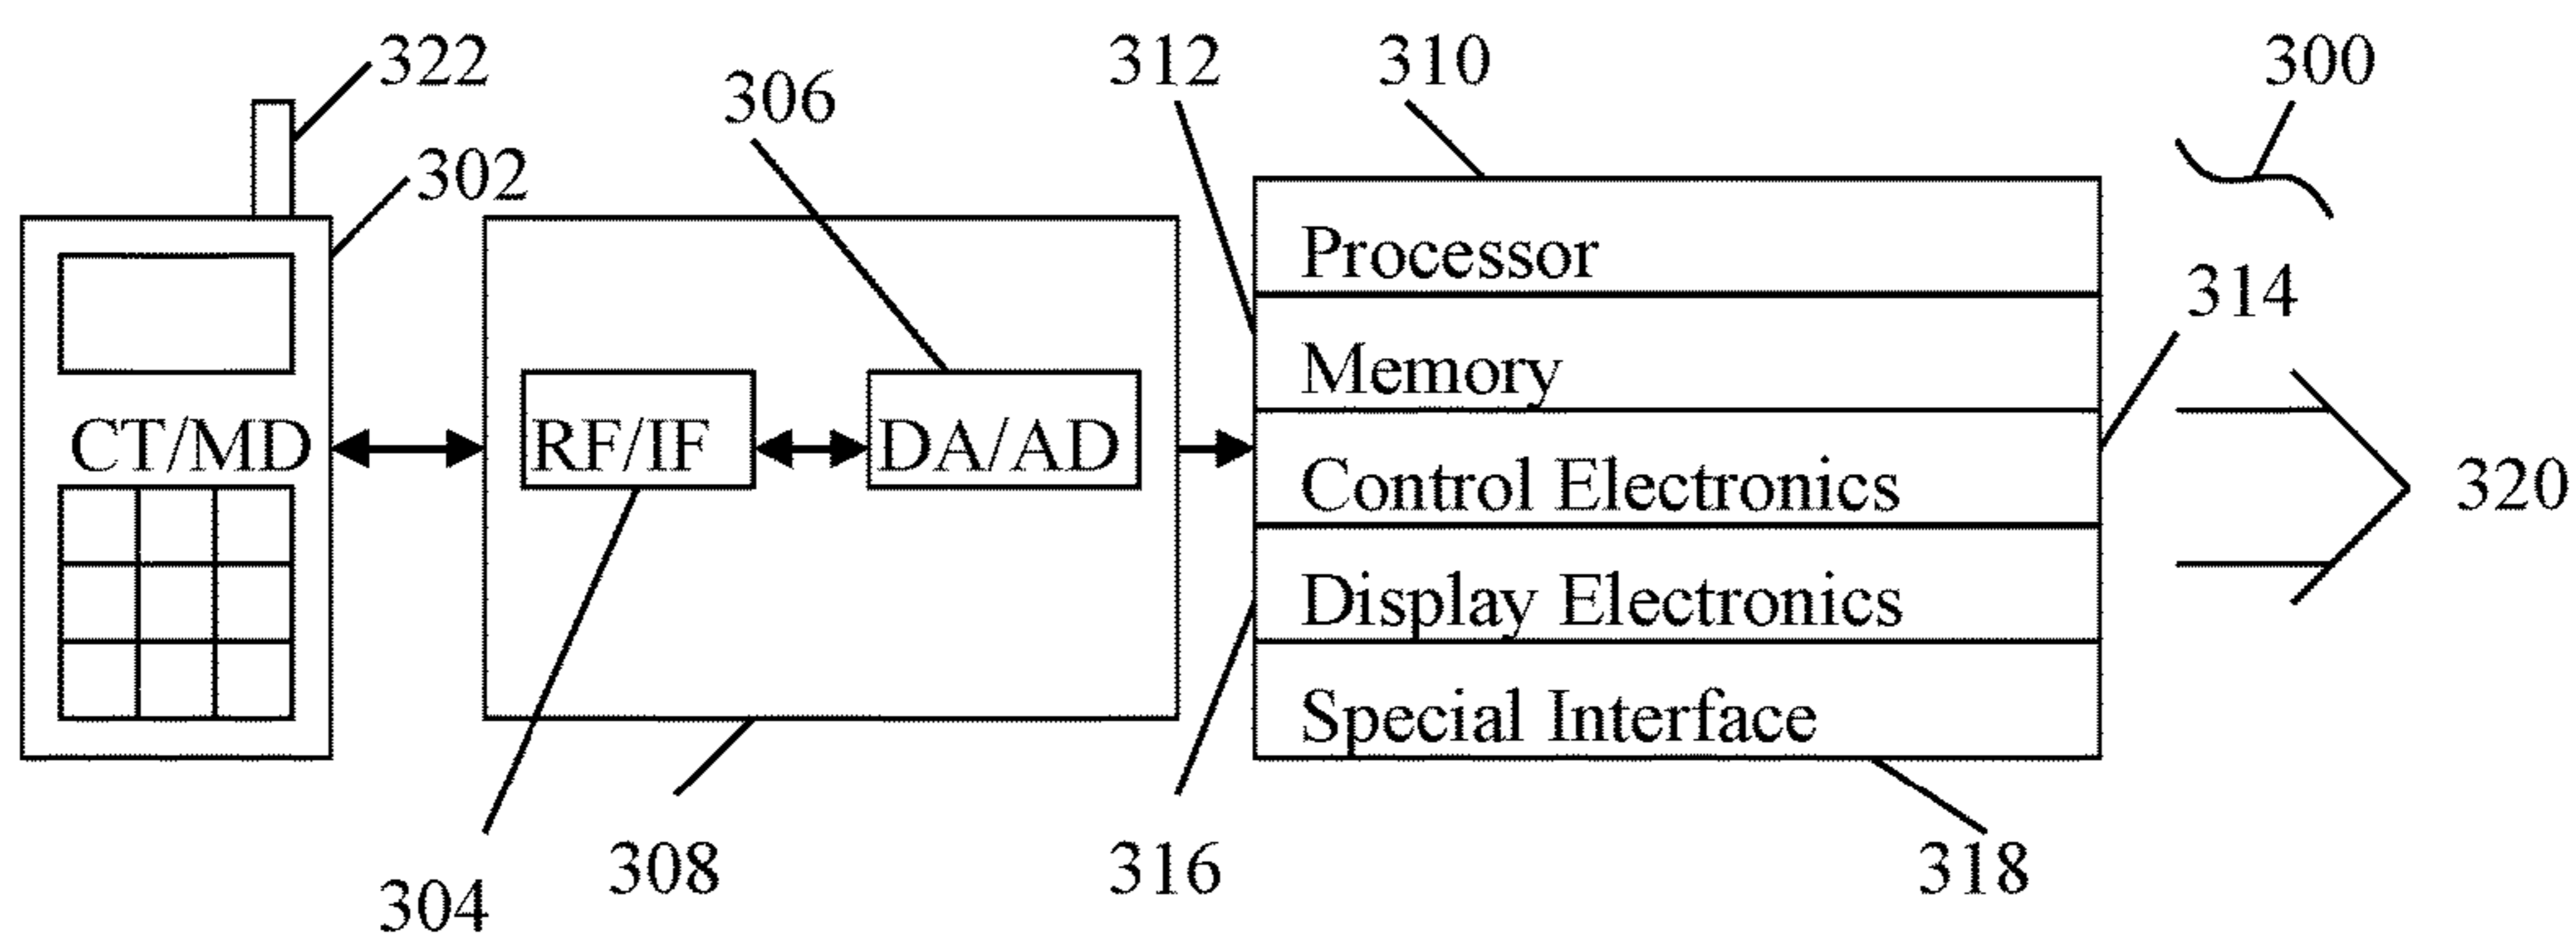 322
306
312
310
300
302
Processor
314
Memory
CT/MD
RF/IF
DA/AD
Control Electronics
320
Display Electronics
Special Interface
304
308
316
318